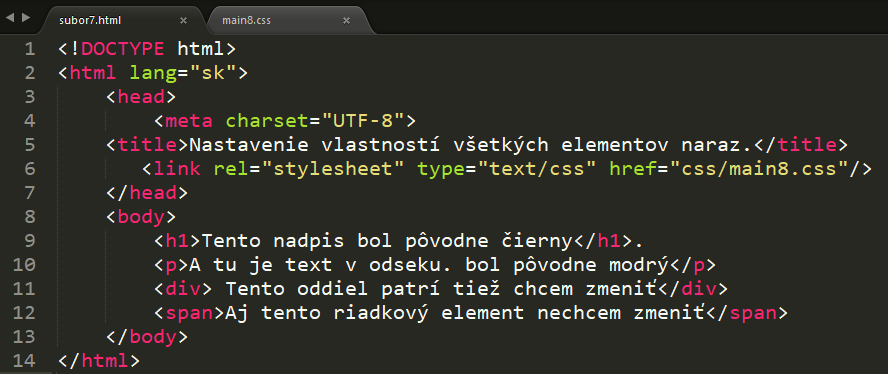 subor7.html × main8.css ×
1 <!DOCTYPE html>
2 <html lang="sk">
3 <head>
4 <meta charset="UTF-8">
5 <title>Nastavenie vlastností všetkých elementov naraz.</title>
6 <link rel="stylesheet" type="text/css" href="css/main8.css"/>
7 </head>
8 <body>
9 <h1>Tento nadpis bol pôvodne čierny</h1>.
10 <p>A tu je text v odseku. bol pôvodne modrý</p>
11 <div> Tento oddiel patrí tiež chcem zmeniť</div>
12 <span>Aj tento riadkový element nechcem zmeniť</span>
13 </body>
14 </html>